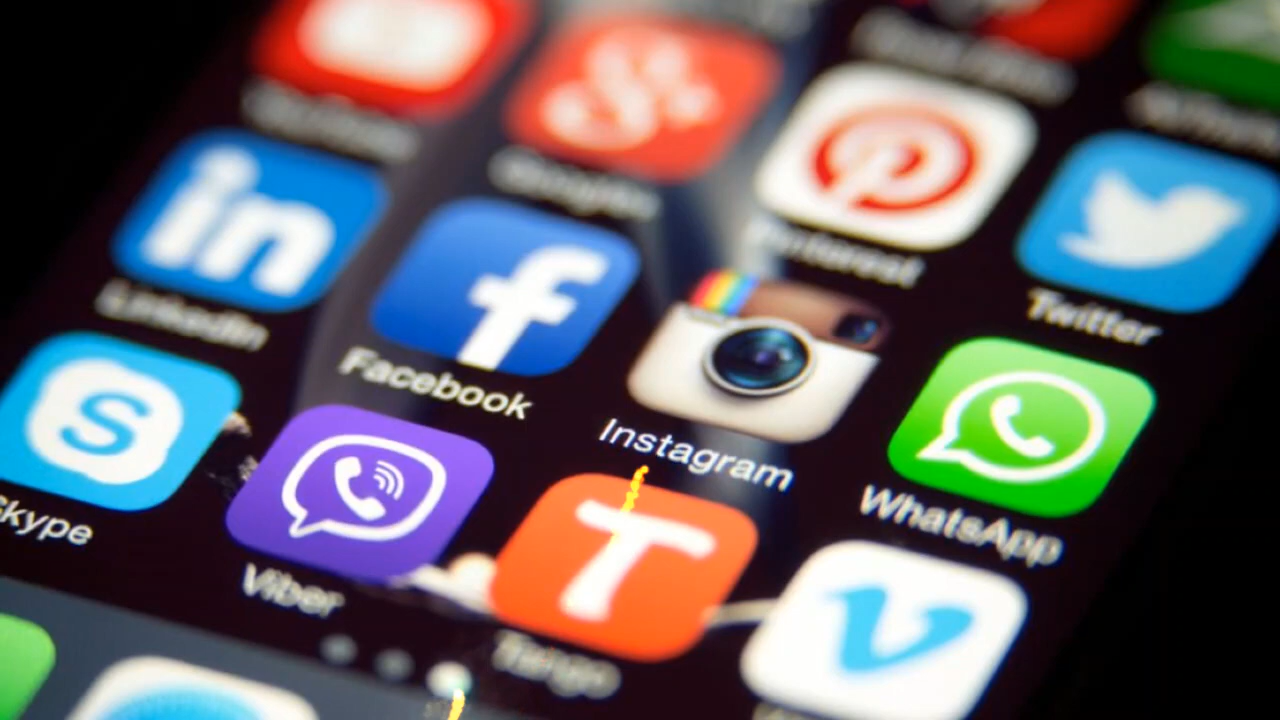 Pinterest
LinkedIn
Facebook
Instagram
Twitter
Skype
Viber
Tango
WhatsApp